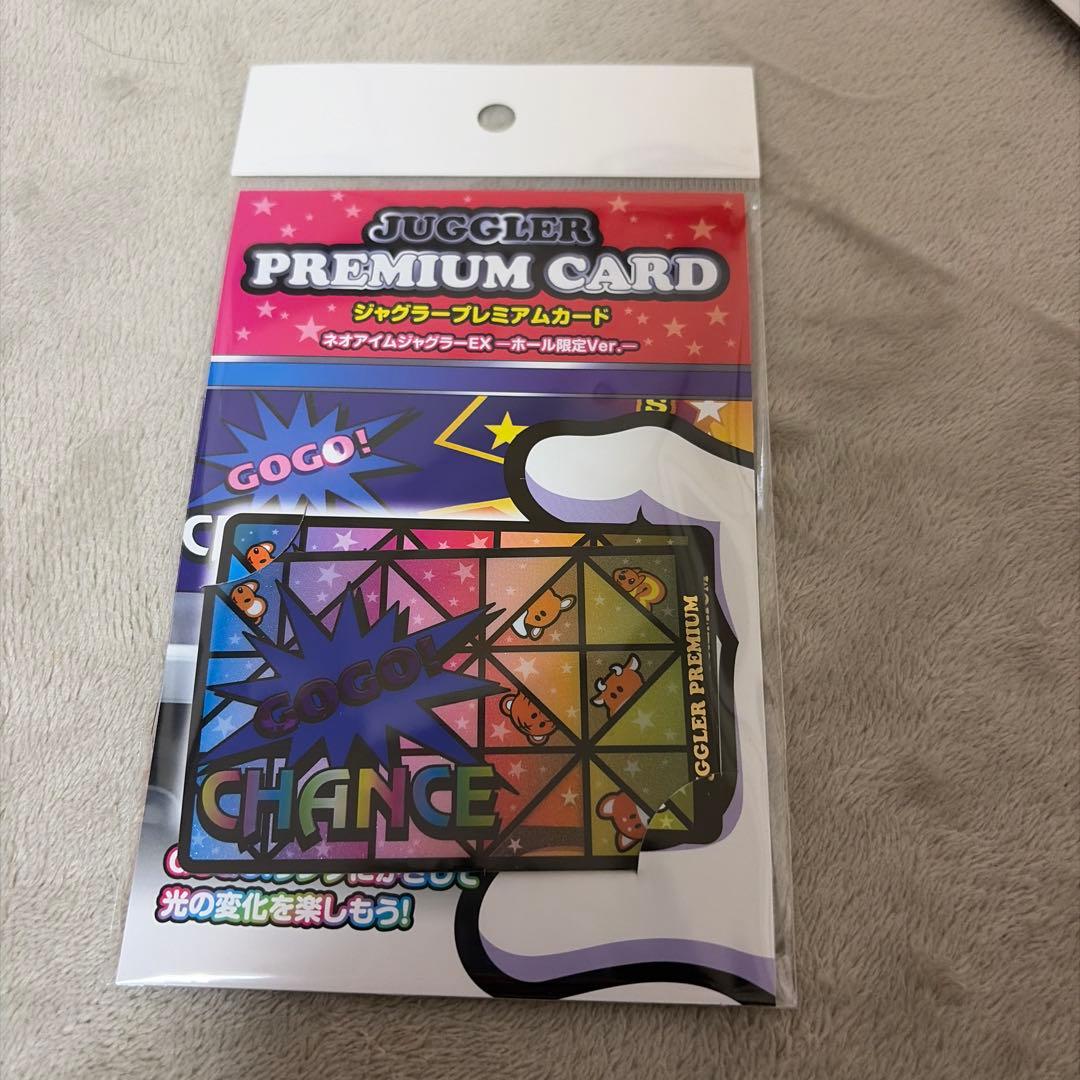 JUGGLER
PREMIUM CARD
ジャグラープレミアムカード
ネオアイムジャグラーEX ーホール限定Ver.ー
S
GOGO!
C
GGLER PREMIUM
GOGO!
CHANCE
光の変化を楽しもう!